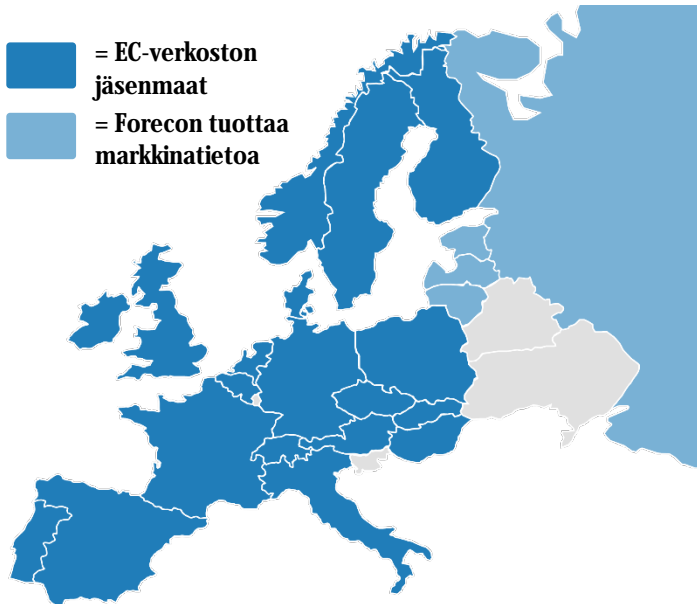 = EC-verkoston
jäsenmaat
= Forecon tuottaa
markkinatietoa